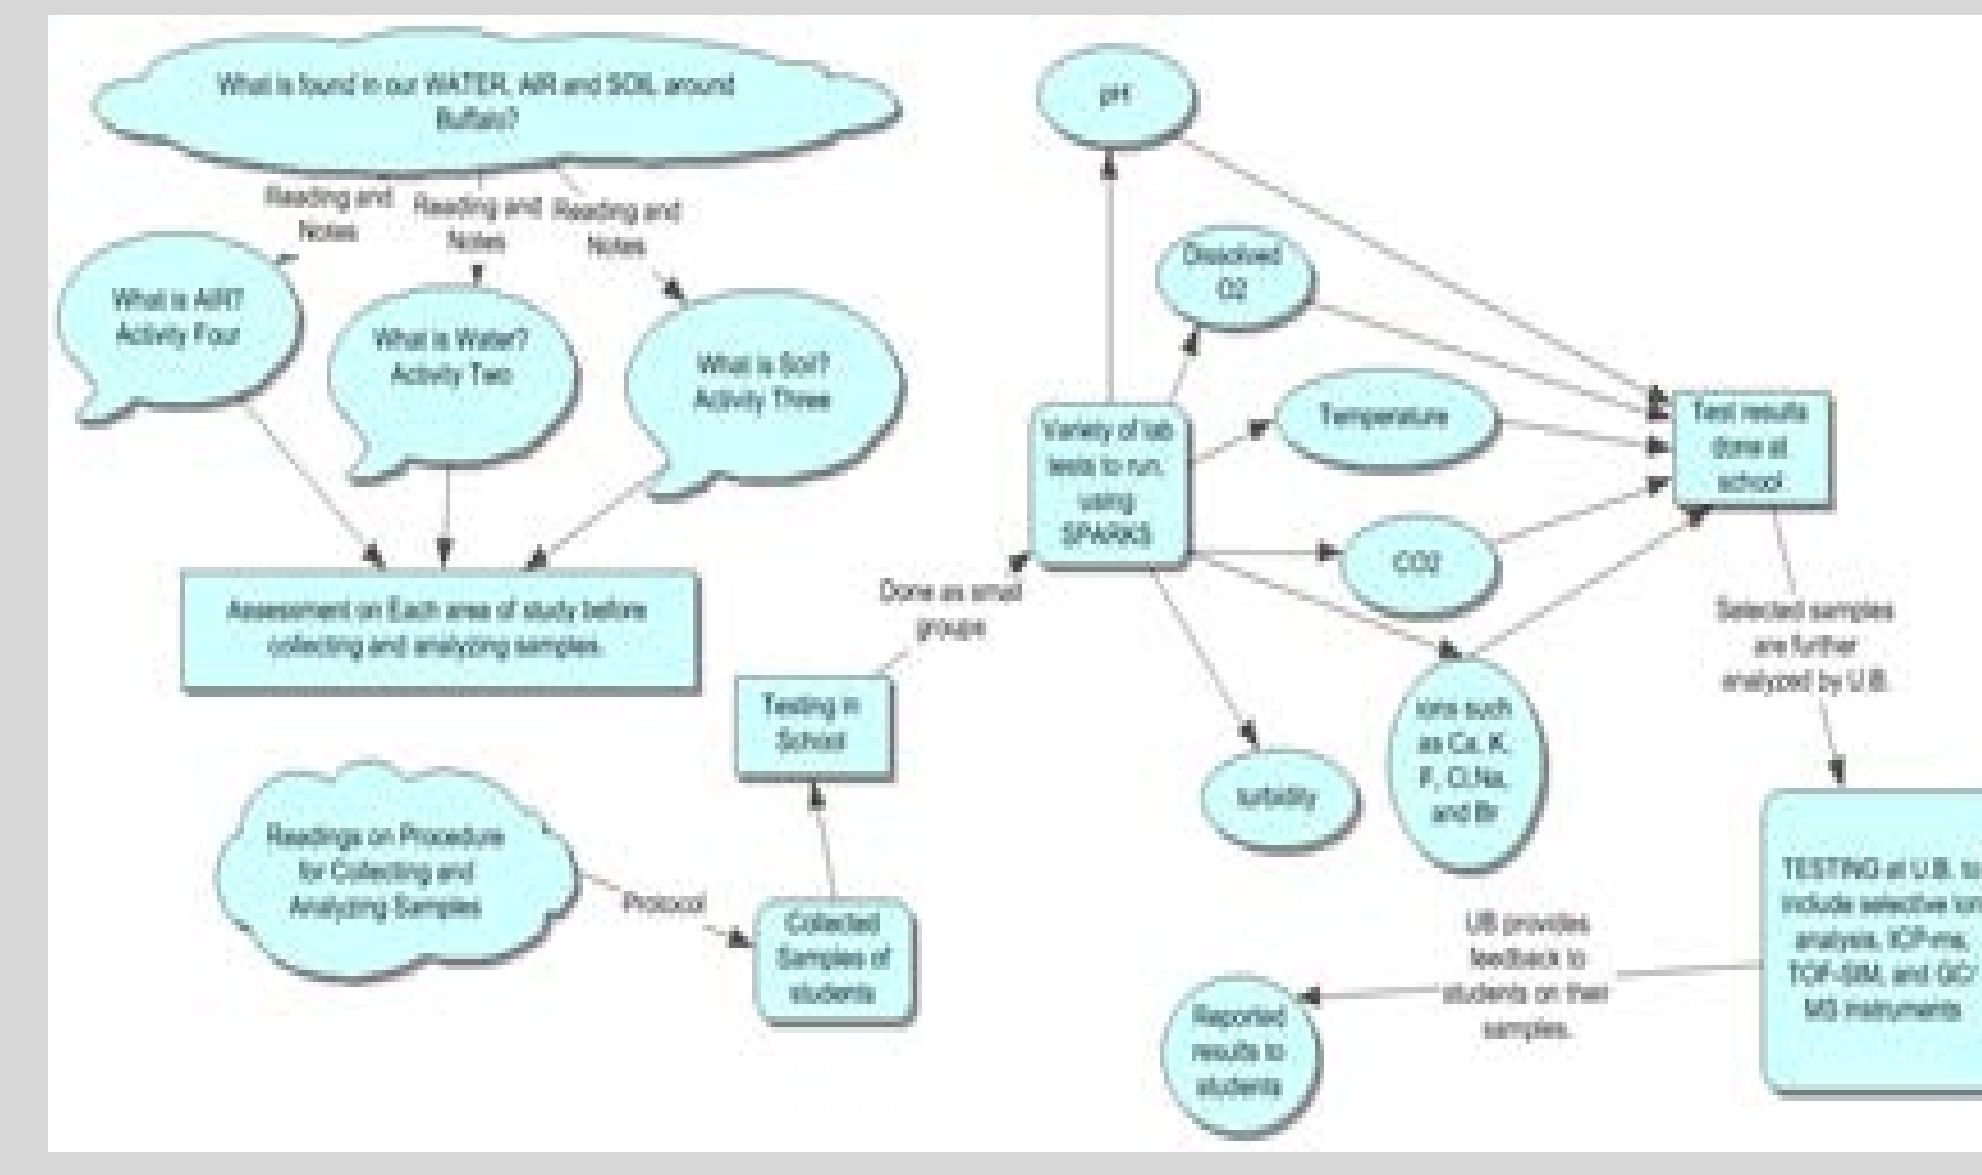 What is found in our WATER, AIR and SOIL around
Buffalo?
Reading and
Notes
Reading and
Notes
Reading and
Notes
What is AIR?
Activity Four
What is Water?
Activity Two
What is Soil?
Activity Three
Assessment on Each area of study before
collecting and analyzing samples.
Readings on Procedure
for Collecting and
Analyzing Samples
Protocol
Collected
Samples of
students
Testing in
School
Done as small
groups
Variety of lab
tests to run,
using
SPARKS
pH
Dissolved
O2
Temperature
CO2
Ions such
as Ca, K,
F, Cl,Na,
and Br
turbidity
Test results
done at
school.
Selected samples
are further
analyzed by U.B.
TESTING at U.B. to
include selective ion
analysis, ICP-ms,
TOF-SIM, and GC/
MS instruments
UB provides
feedback to
students on their
samples.
Reported
results to
students